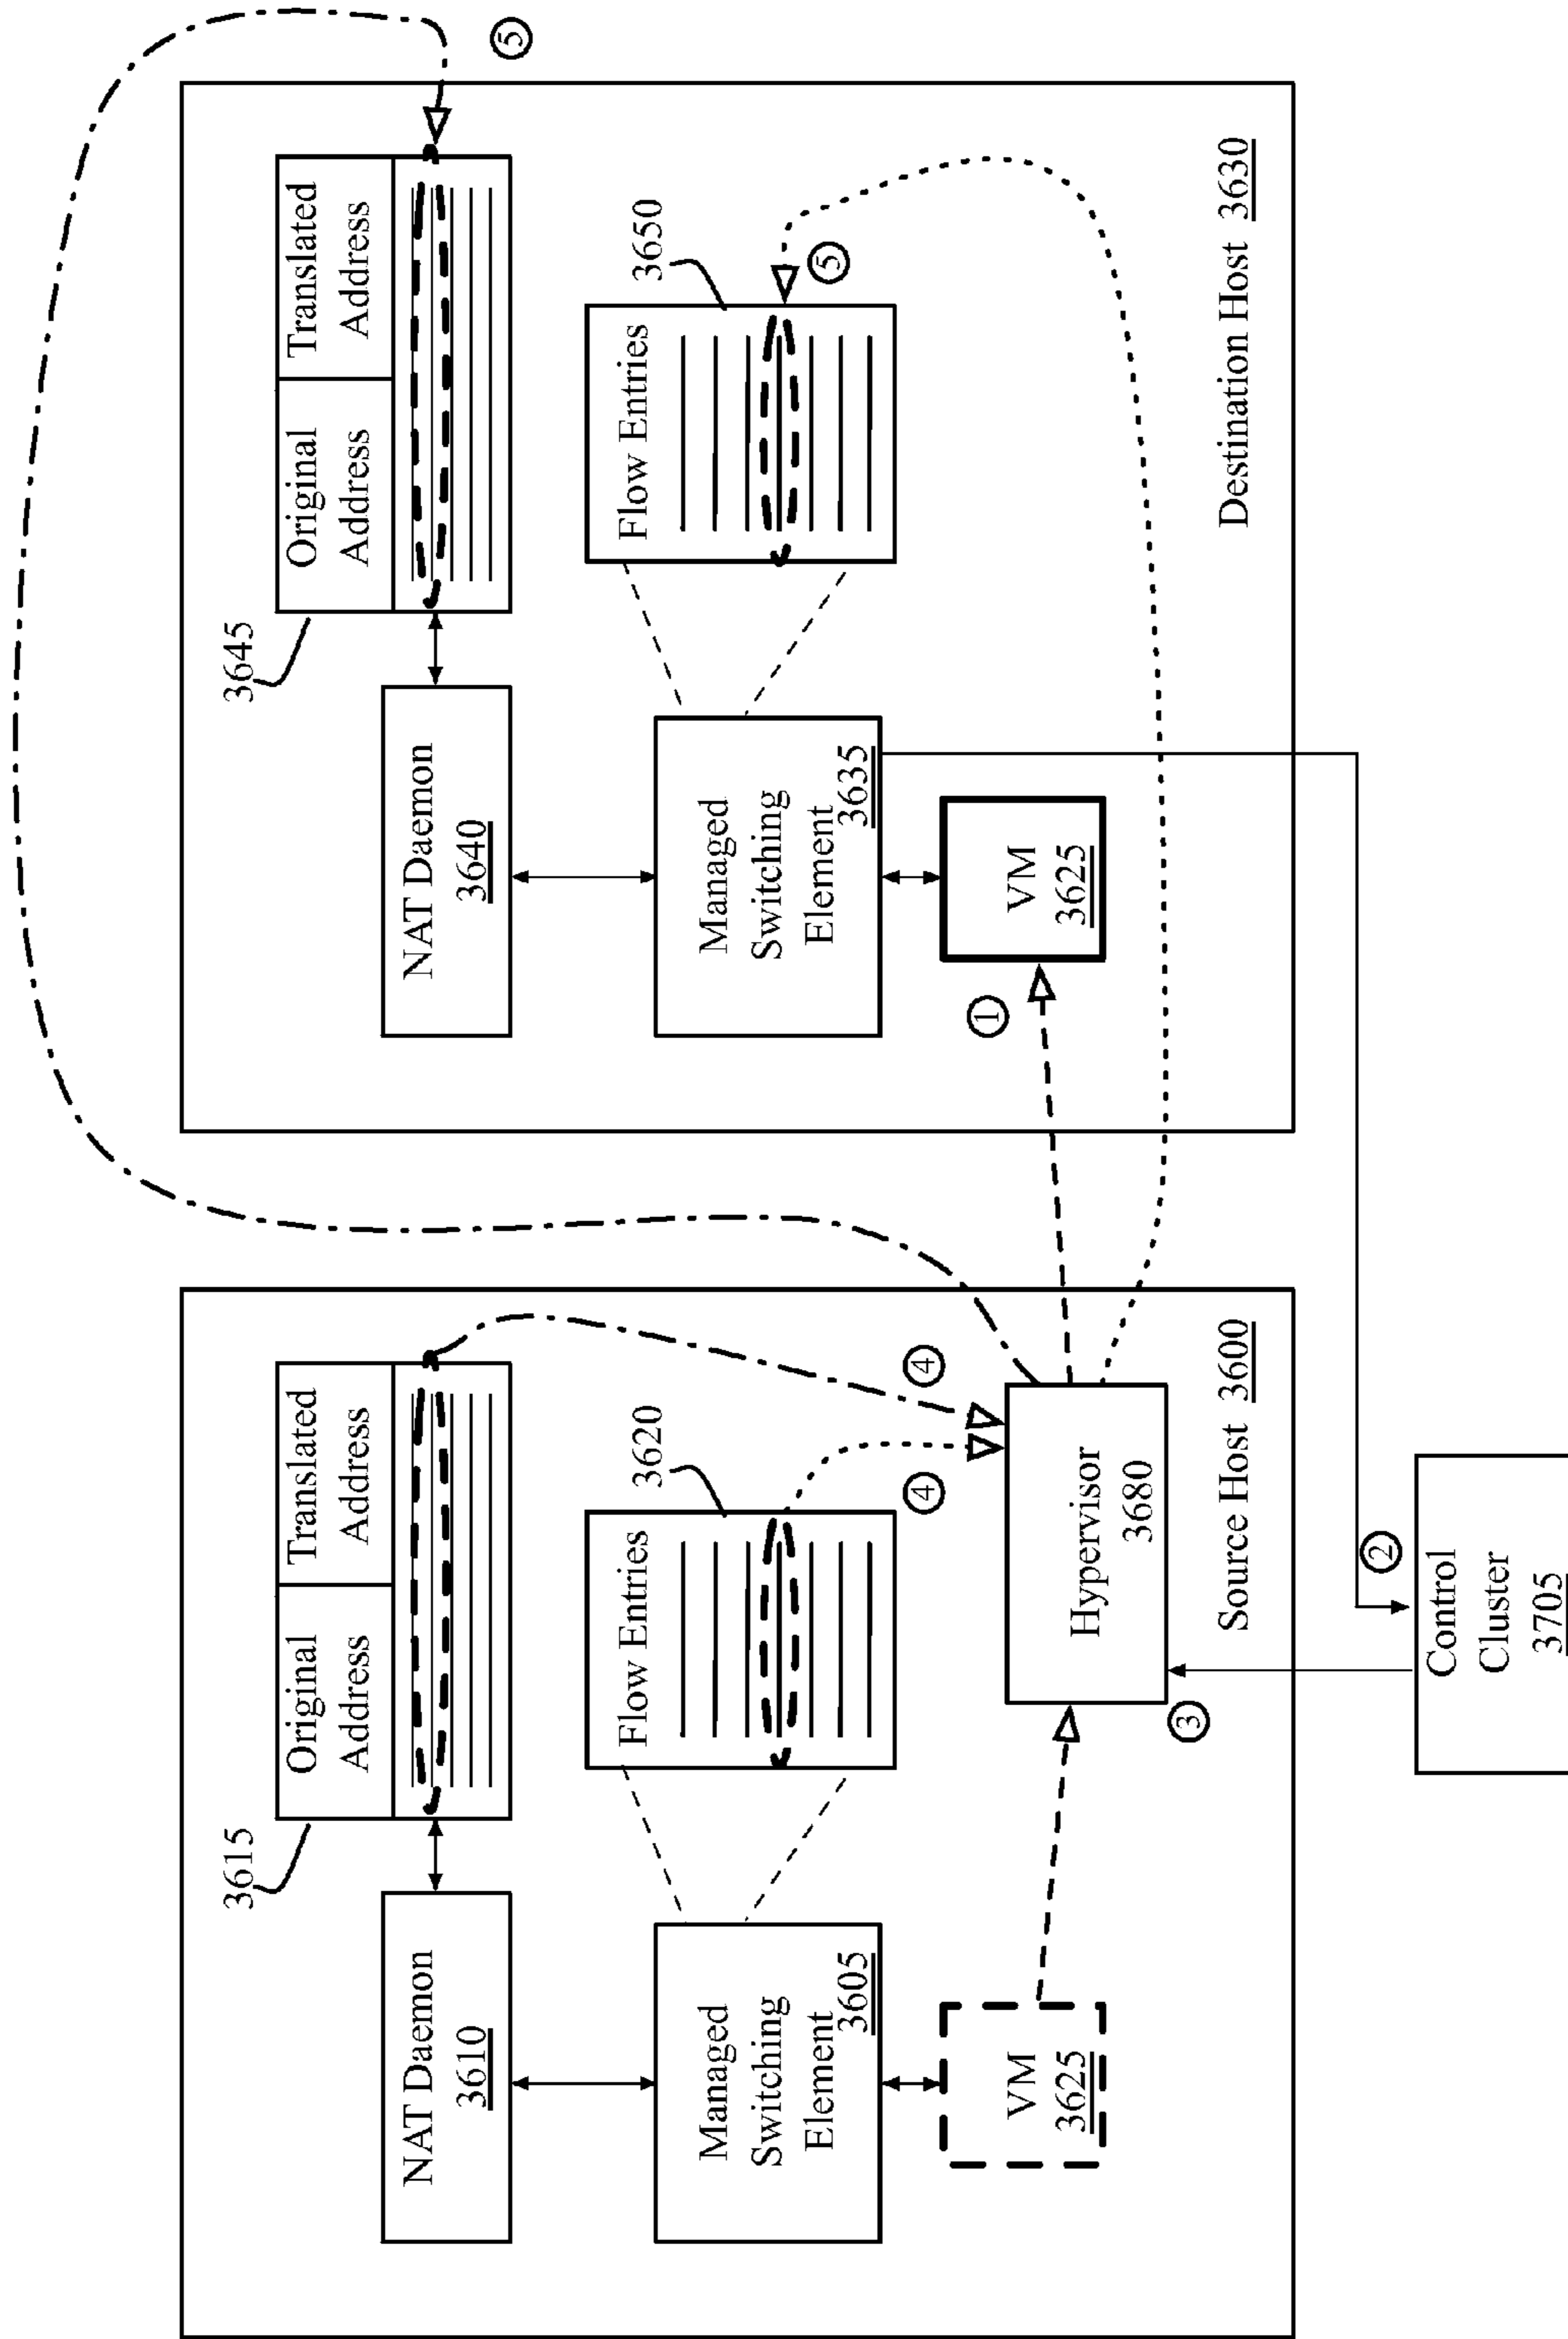 3615
Original
Address
Translated
Address
NAT Daemon
3610
3620
Flow Entries
Managed
Switching
Element
3605
④
④
VM
3625
Hypervisor
3680
③
Source Host 3600
②
Control
Cluster
3705
⑤
3645
Original
Address
Translated
Address
NAT Daemon
3640
3650
Flow Entries
⑤
Managed
Switching
Element
3635
①
VM
3625
Destination Host 3630